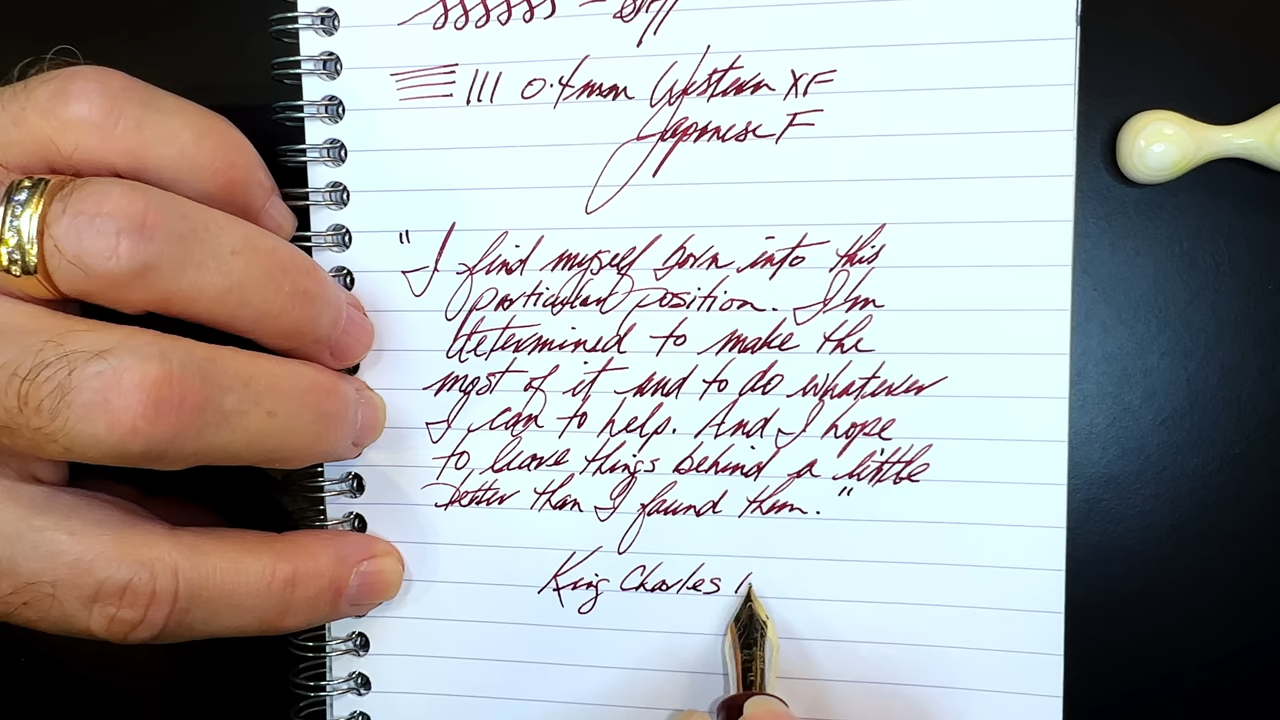 Stiff
0.4mm Western XF
Japanese F
"I find myself born into this
particular position. I'm
determined to make the
most of it and to do whatever
I can to help. And I hope
to leave things behind a little
better than I found them."
King Charles I